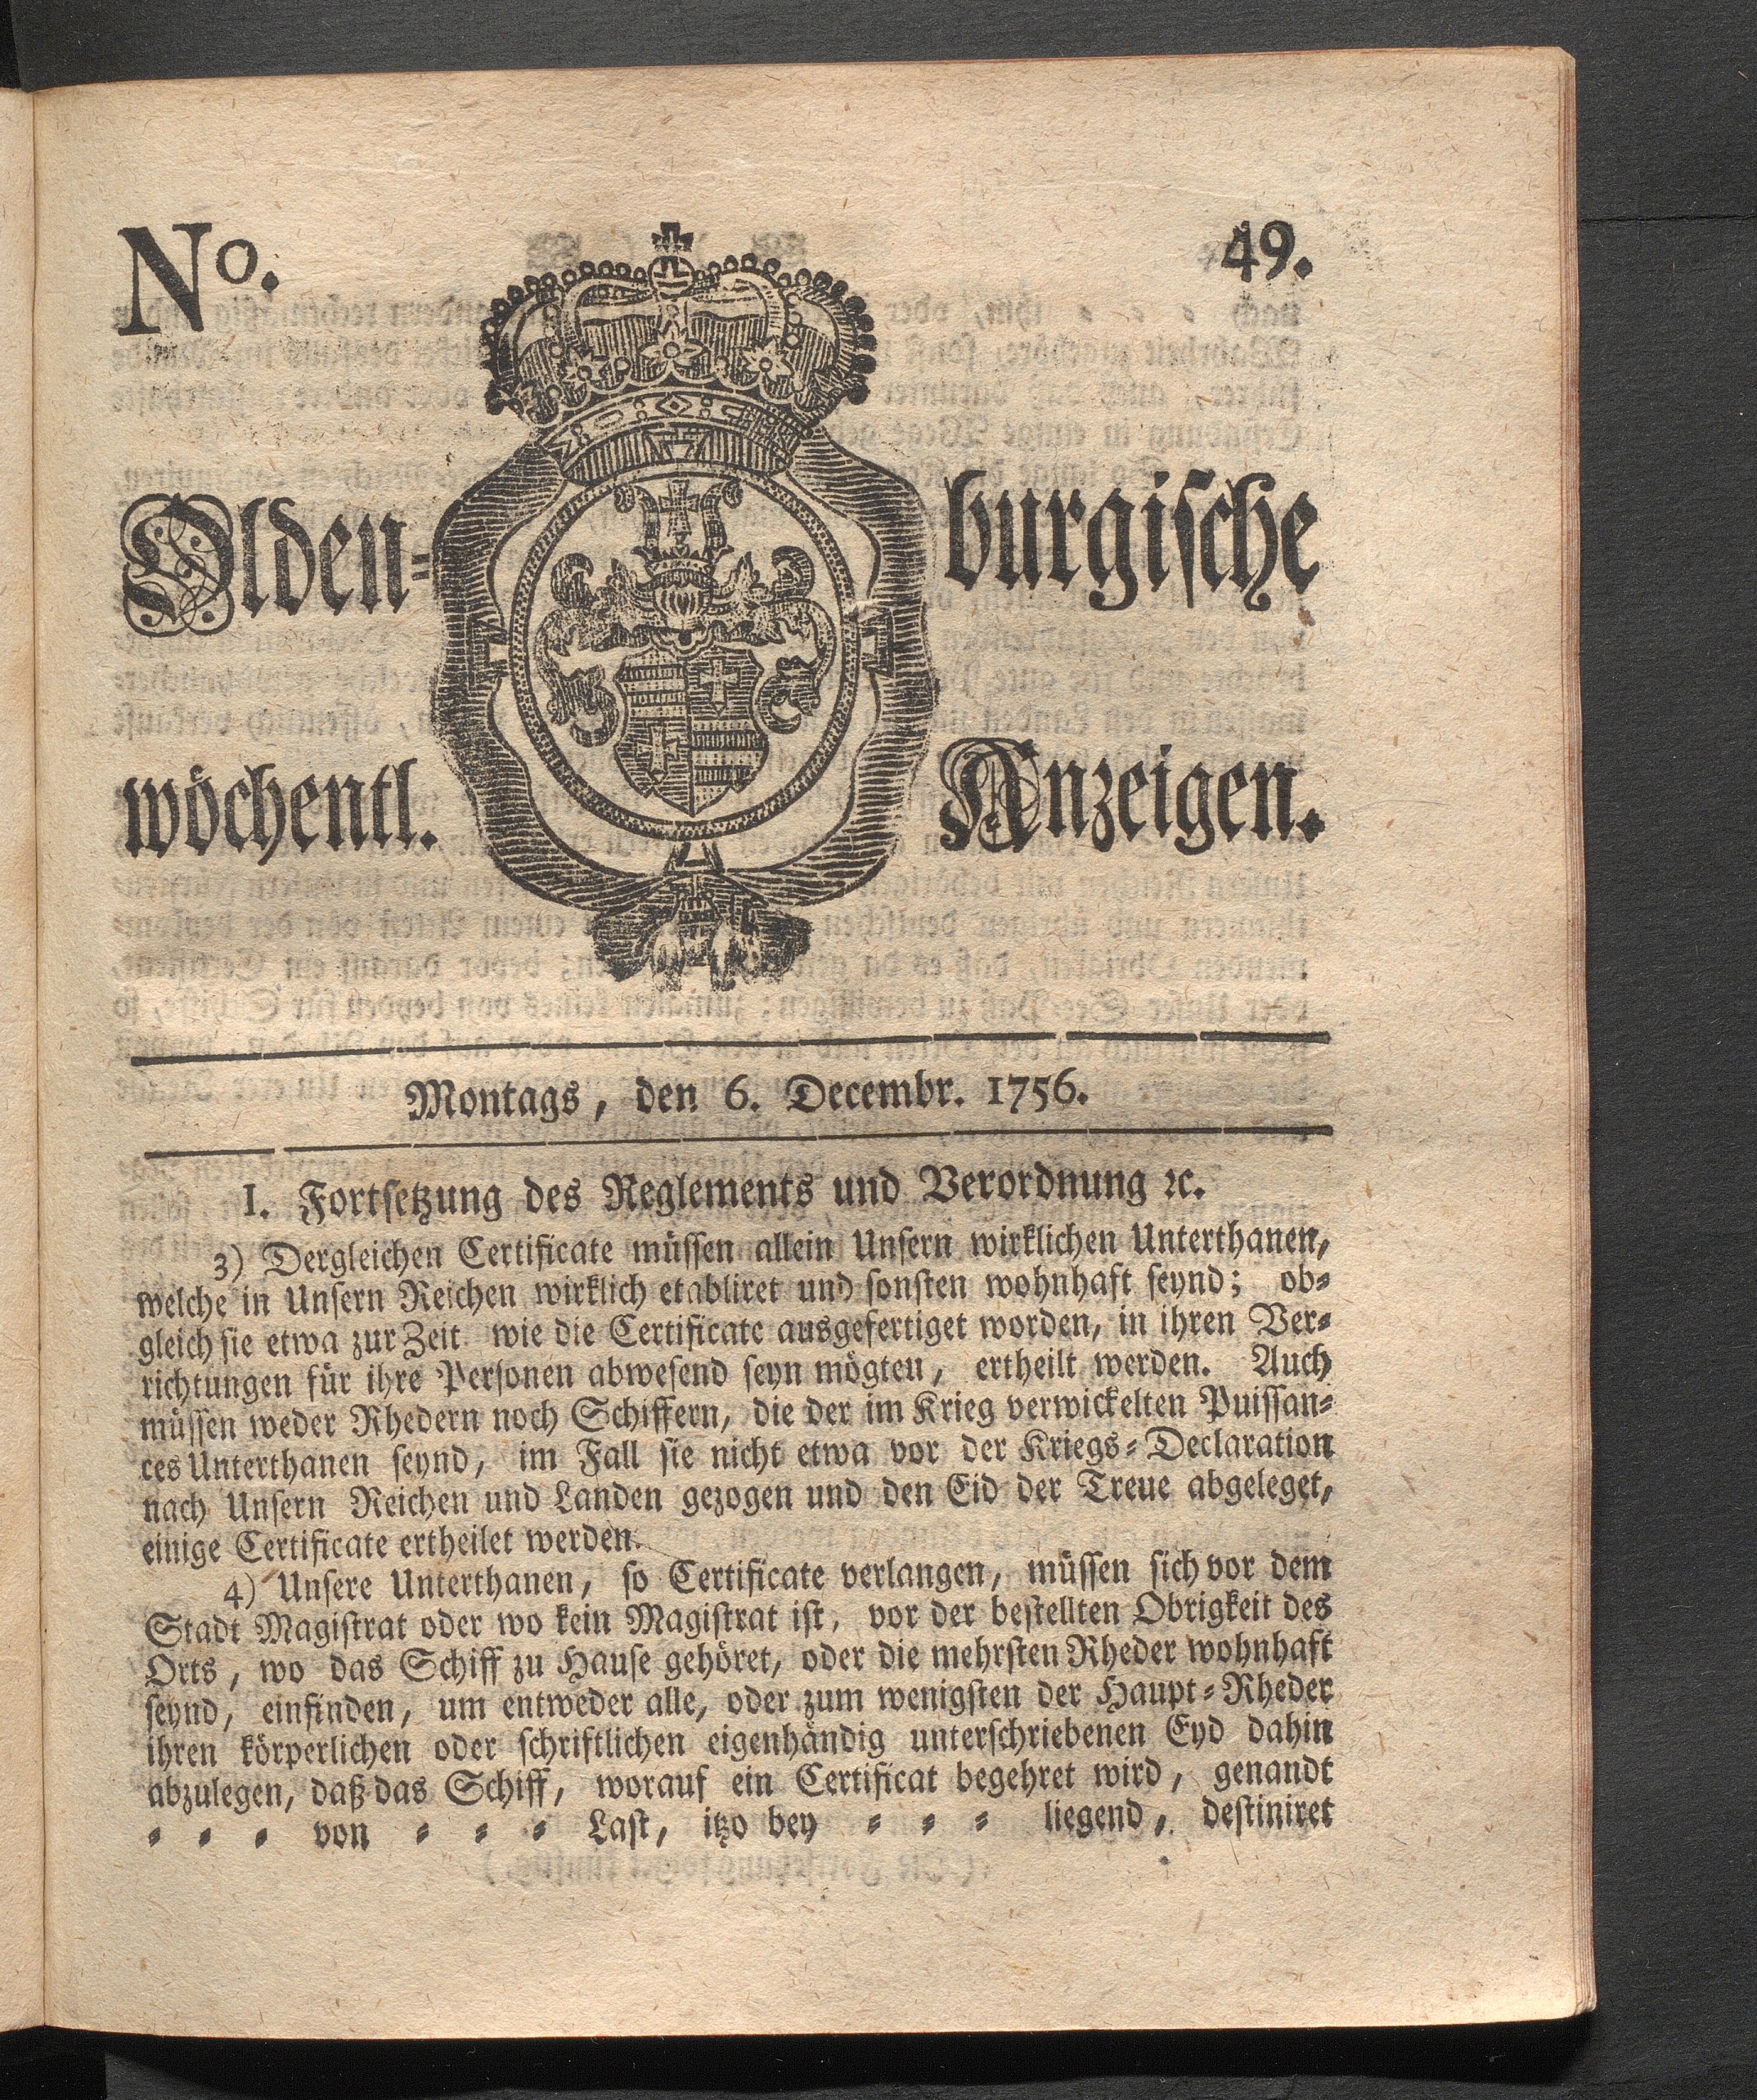 No. 49.
Olden= burgische
wöchentl. Anzeigen.
Montags, den 6. Decembr. 1756.
I. Fortsetzung des Reglements und Verordnung ꝛc.
3) Dergleichen Certificate müssen allein Unsern wirklichen Unterthanen,
welche in Unsern Reichen wirklich etabliret und sonsten wohnhaft seynd; ob=
gleich sie etwa zur Zeit wie die Certificate ausgefertiget worden, in ihren Ver=
richtungen für ihre Personen abwesend seyn mögten, ertheilt werden. Auch
müssen weder Rhedern noch Schiffern, die der im Krieg verwickelten Puissan=
ces Unterthanen seynd, im Fall sie nicht etwa vor der Kriegs=Declaration
nach Unsern Reichen und Landen gezogen und den Eid der Treue abgeleget,
einige Certificate ertheilet werden.
4) Unsere Unterthanen, so Certificate verlangen, müssen sich vor dem
Stadt Magistrat oder wo kein Magistrat ist, vor der bestellten Obrigkeit des
Orts, wo das Schiff zu Hause gehöret, oder die mehrsten Rheder wohnhaft
seynd, einfinden, um entweder alle, oder zum wenigsten der Haupt=Rheder
ihren körperlichen oder schriftlichen eigenhändig unterschriebenen Eyd dahin
abzulegen, daß das Schiff, worauf ein Certificat begehret wird, genandt
= = = von = = = Last, itzo bey = = = liegend, destiniret